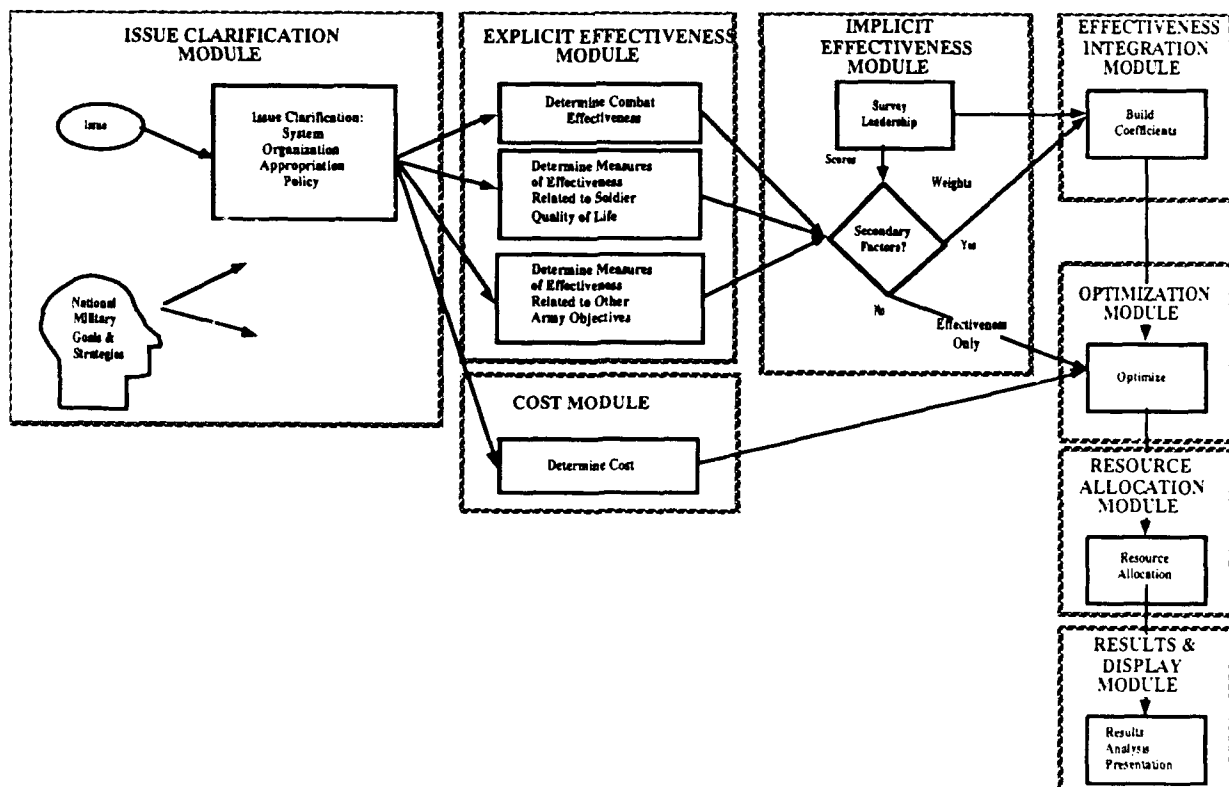 ISSUE CLARIFICATION
MODULE
Issue
Issue Clarification:
System
Organization
Appropriation
Policy
National
Military
Goals &
Strategies
EXPLICIT EFFECTIVENESS
MODULE
Determine Combat
Effectiveness
Determine Measures
of Effectiveness
Related to Soldier
Quality of Life
Determine Measures
of Effectiveness
Related to Other
Army Objectives
COST MODULE
Determine Cost
IMPLICIT
EFFECTIVENESS
MODULE
Survey
Leadership
Scores
Weights
Secondary
Factors?
Yes
No
Effectiveness
Only
EFFECTIVENESS
INTEGRATION
MODULE
Build
Coefficients
OPTIMIZATION
MODULE
Optimize
RESOURCE
ALLOCATION
MODULE
Resource
Allocation
RESULTS &
DISPLAY
MODULE
Results
Analysis
Presentation